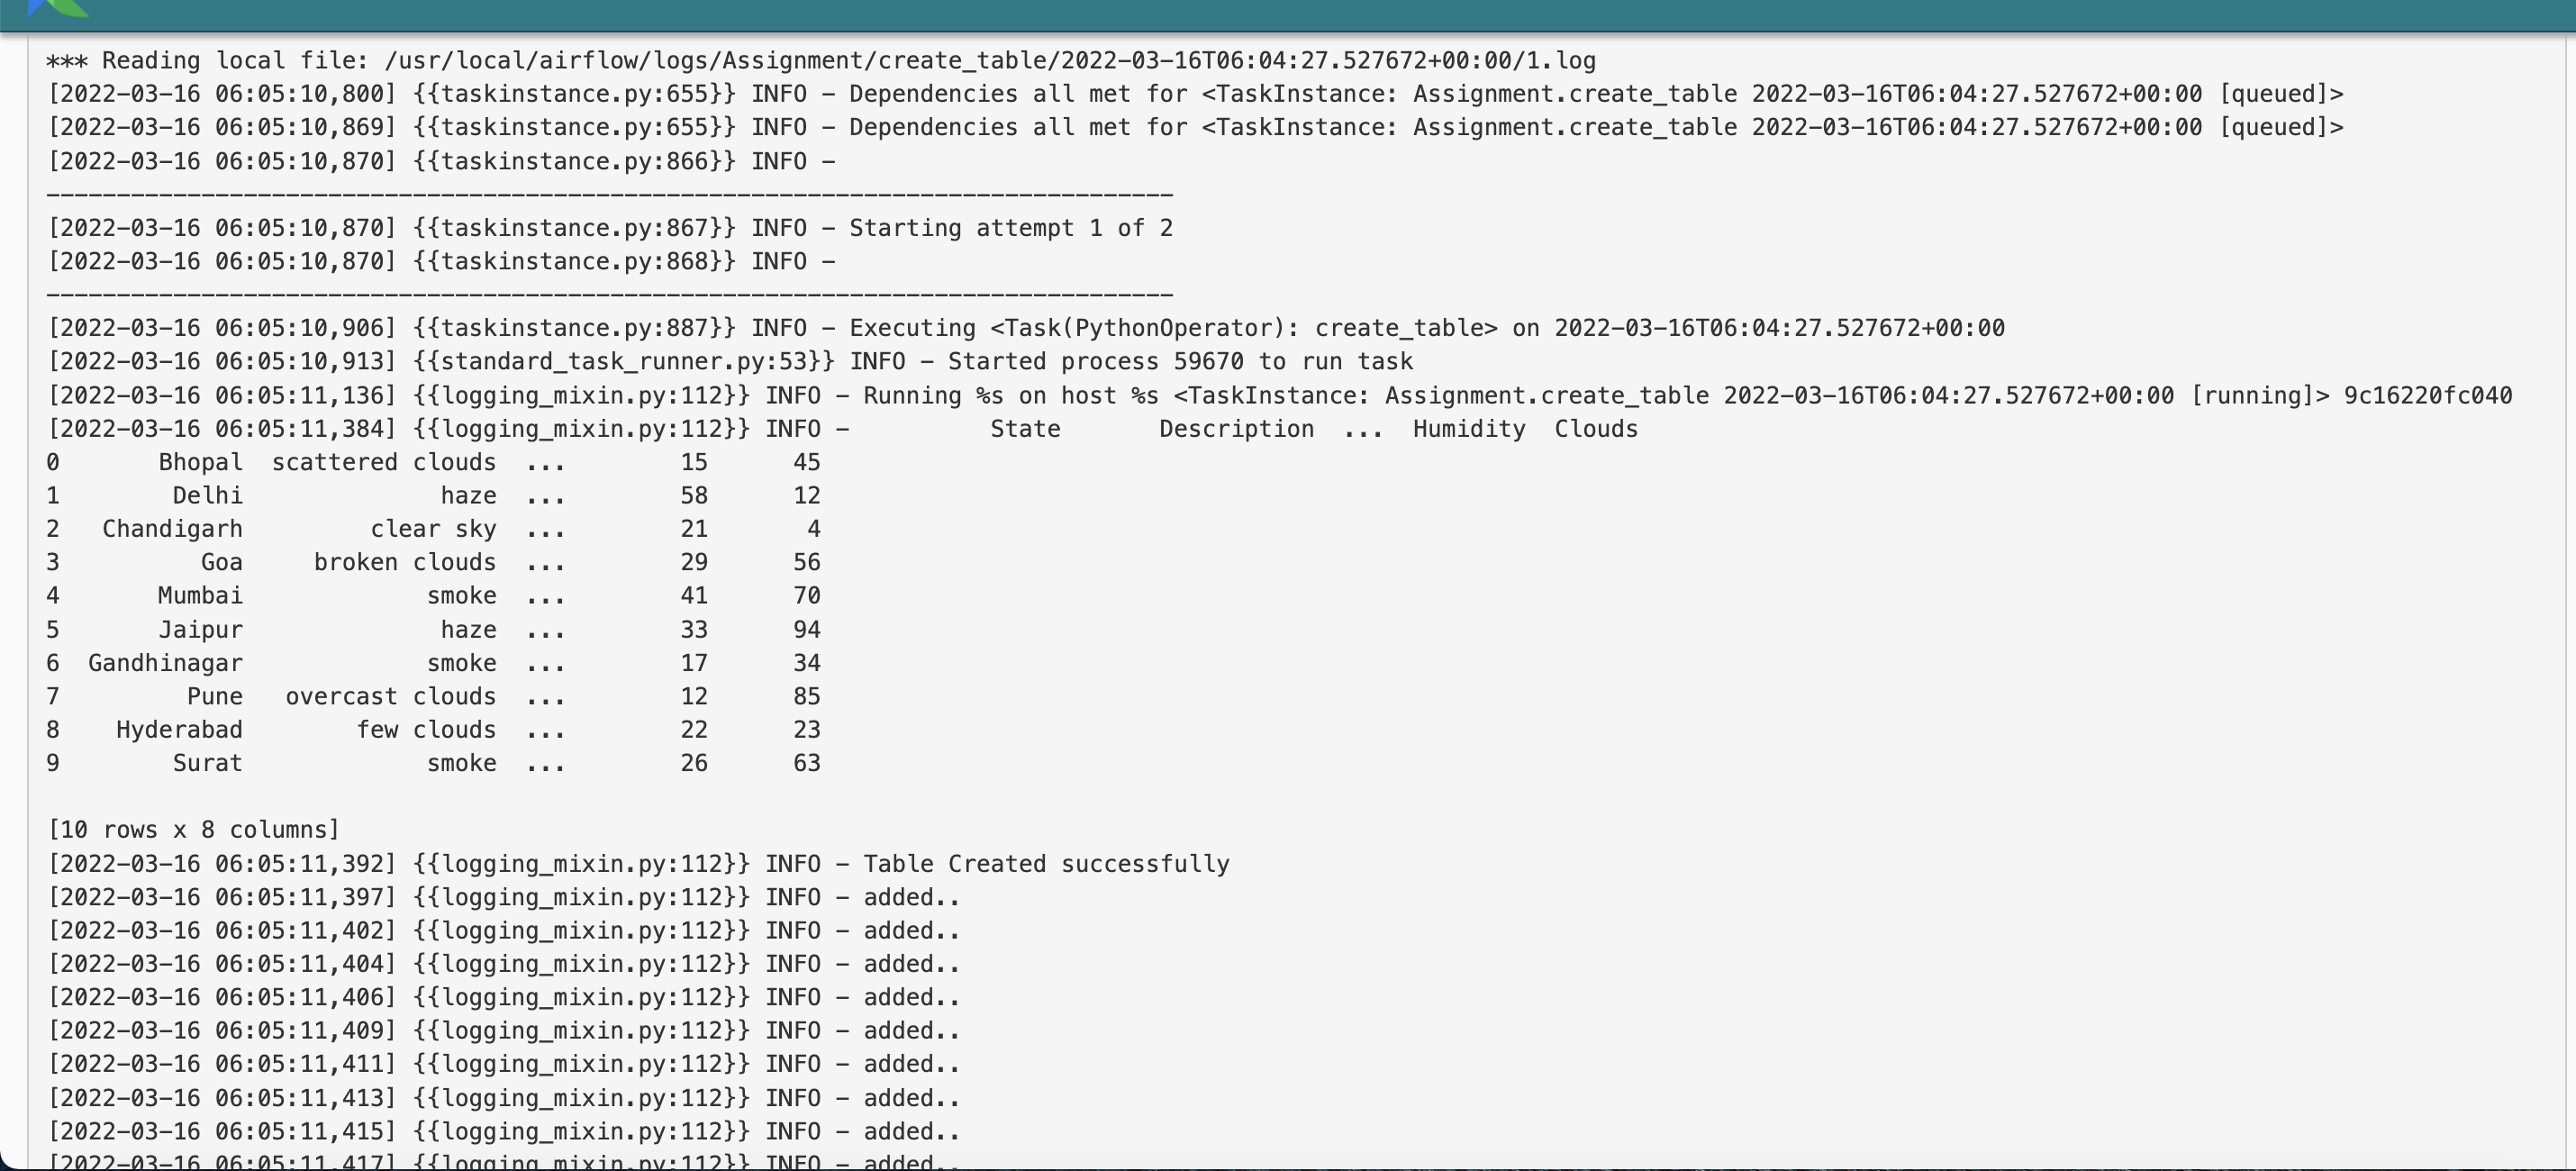 *** Reading local file: /usr/local/airflow/logs/Assignment/create_table/2022-03-16T06:04:27.527672+00:00/1.log
[2022-03-16 06:05:10,800] {{taskinstance.py:655}} INFO - Dependencies all met for <TaskInstance: Assignment.create_table 2022-03-16T06:04:27.527672+00:00 [queued]>
[2022-03-16 06:05:10,869] {{taskinstance.py:655}} INFO - Dependencies all met for <TaskInstance: Assignment.create_table 2022-03-16T06:04:27.527672+00:00 [queued]>
[2022-03-16 06:05:10,870] {{taskinstance.py:866}} INFO -
--------------------------------------------------------------------------------
[2022-03-16 06:05:10,870] {{taskinstance.py:867}} INFO - Starting attempt 1 of 2
[2022-03-16 06:05:10,870] {{taskinstance.py:868}} INFO -
--------------------------------------------------------------------------------
[2022-03-16 06:05:10,906] {{taskinstance.py:887}} INFO - Executing <Task(PythonOperator): create_table> on 2022-03-16T06:04:27.527672+00:00
[2022-03-16 06:05:10,913] {{standard_task_runner.py:53}} INFO - Started process 59670 to run task
[2022-03-16 06:05:11,136] {{logging_mixin.py:112}} INFO - Running %s on host %s <TaskInstance: Assignment.create_table 2022-03-16T06:04:27.527672+00:00 [running]> 9c16220fc040
[2022-03-16 06:05:11,384] {{logging_mixin.py:112}} INFO -          State       Description  ...  Humidity  Clouds
0       Bhopal  scattered clouds  ...        15      45
1        Delhi              haze  ...        58      12
2   Chandigarh         clear sky  ...        21       4
3          Goa     broken clouds  ...        29      56
4       Mumbai             smoke  ...        41      70
5       Jaipur              haze  ...        33      94
6  Gandhinagar             smoke  ...        17      34
7         Pune   overcast clouds  ...        12      85
8    Hyderabad        few clouds  ...        22      23
9        Surat             smoke  ...        26      63
[10 rows x 8 columns]
[2022-03-16 06:05:11,392] {{logging_mixin.py:112}} INFO - Table Created successfully
[2022-03-16 06:05:11,397] {{logging_mixin.py:112}} INFO - added..
[2022-03-16 06:05:11,402] {{logging_mixin.py:112}} INFO - added..
[2022-03-16 06:05:11,404] {{logging_mixin.py:112}} INFO - added..
[2022-03-16 06:05:11,406] {{logging_mixin.py:112}} INFO - added..
[2022-03-16 06:05:11,409] {{logging_mixin.py:112}} INFO - added..
[2022-03-16 06:05:11,411] {{logging_mixin.py:112}} INFO - added..
[2022-03-16 06:05:11,413] {{logging_mixin.py:112}} INFO - added..
[2022-03-16 06:05:11,415] {{logging_mixin.py:112}} INFO - added..
[2022-03-16 06:05:11,417] {{logging_mixin.py:112}} INFO - added..